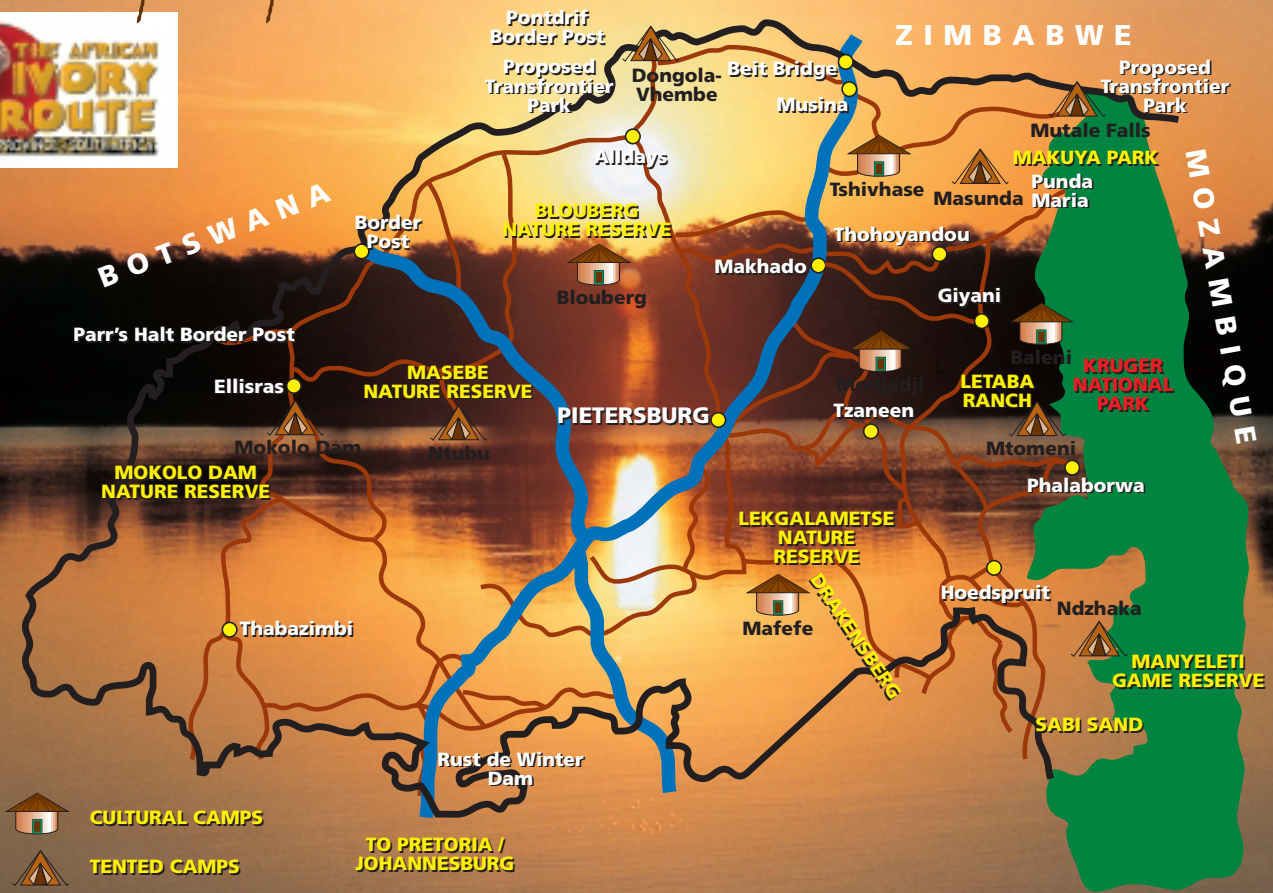 THE AFRICAN
IVORY
ROUTE
Pontdrif
Border Post
ZIMBABWE
Proposed
Transfrontier
Park
Dongola-
Vhembe
Beit Bridge
Musina
Proposed
Transfrontier
Park
Mutale Falls
Alldays
MAKUYA PARK
Tshivhase
Masunda
Punda
Maria
MOZAMBIQUE
BOTSWANA
Border
Post
BLOUBERG
NATURE RESERVE
Thohoyandou
Makhado
Blouberg
Giyani
Parr's Halt Border Post
Baleni
Ellisras
MASEBE
NATURE RESERVE
Modjadji
LETABA
RANCH
KRUGER
NATIONAL
PARK
PIETERSBURG
Tzaneen
Mokolo Dam
Ntubu
Mtomeni
MOKOLO DAM
NATURE RESERVE
Phalaborwa
LEKGALAMETSE
NATURE
RESERVE
DRAKENSBERG
Hoedspruit
Ndzhaka
Mafefe
Thabazimbi
MANYELETI
GAME RESERVE
SABI SAND
Rust de Winter
Dam
CULTURAL CAMPS
TO PRETORIA /
JOHANNESBURG
TENTED CAMPS